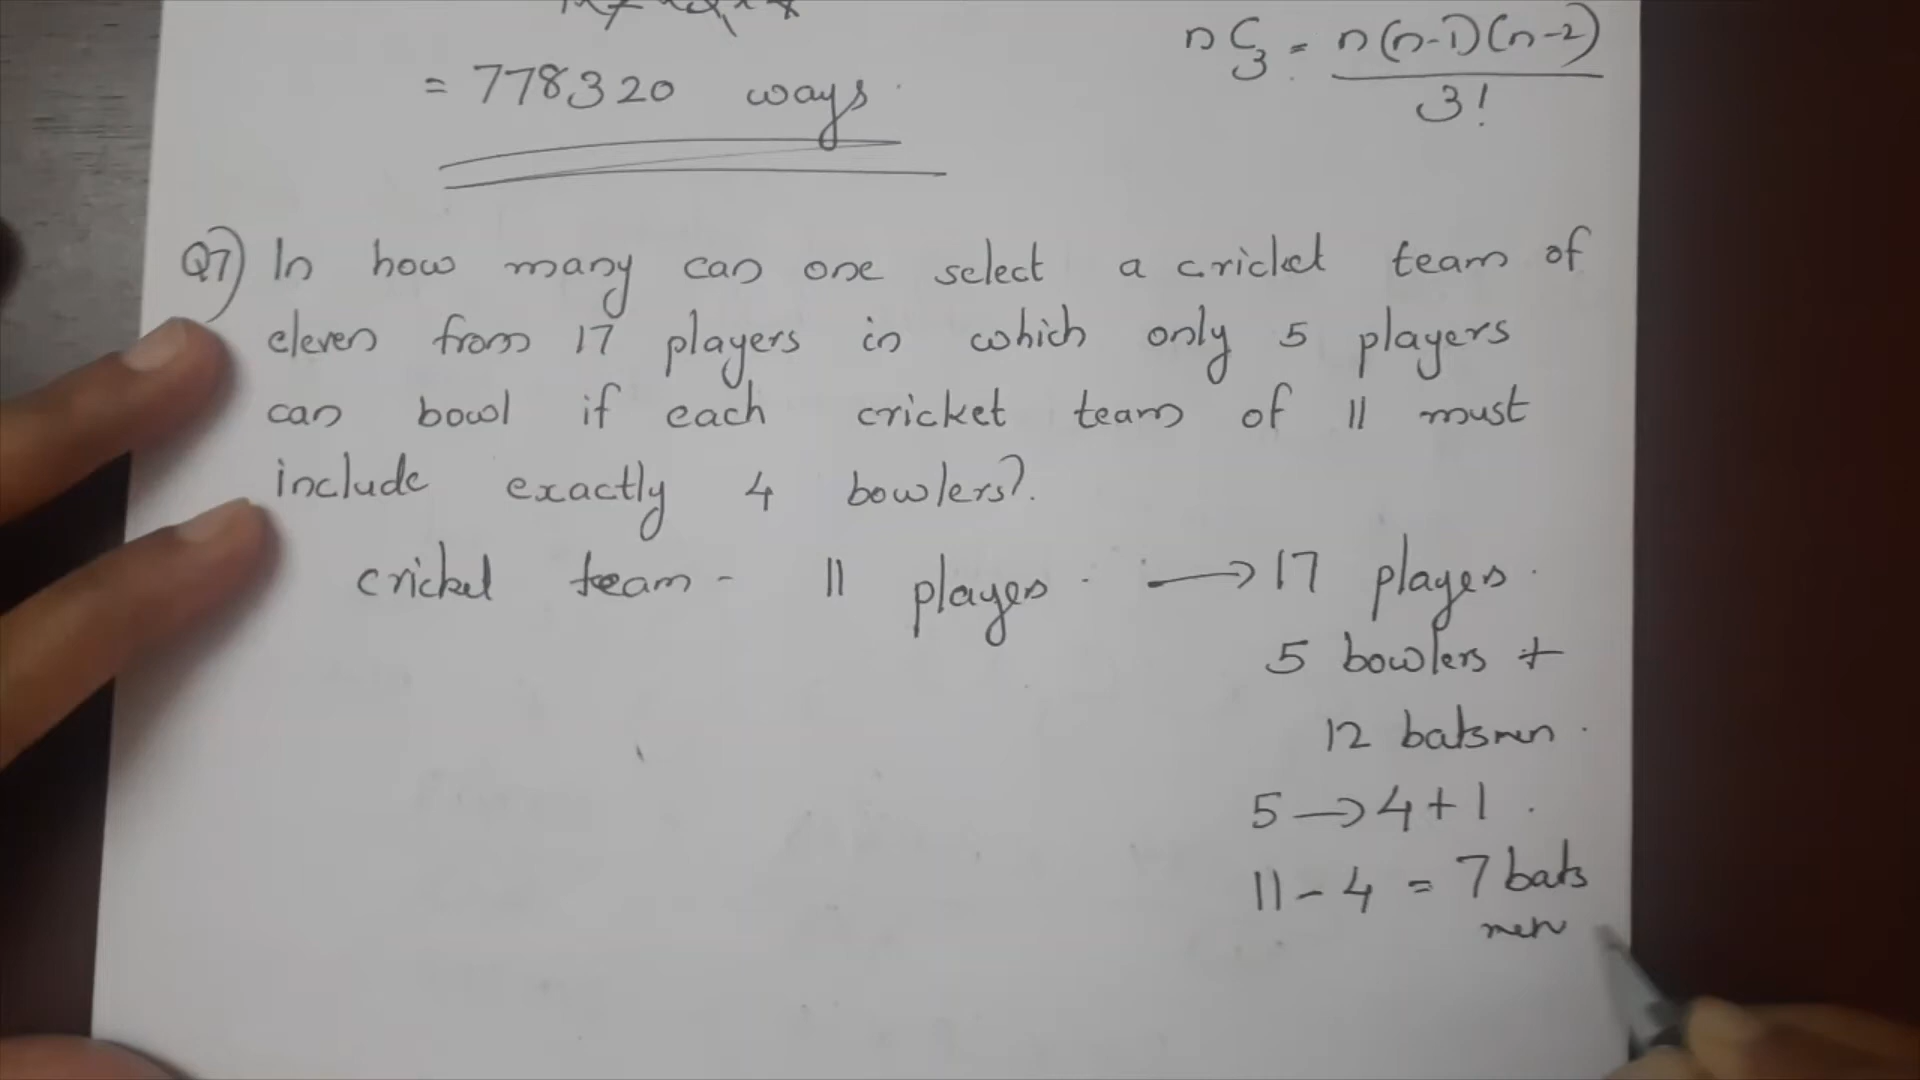 = 778320 ways
nC3 = n(n-1)(n-2)
3!
Q7) In how many can one select a cricket team of
eleven from 17 players in which only 5 players
can bowl if each cricket team of 11 must
include exactly 4 bowlers?
cricket team - 11 players. → 17 players.
5 bowlers +
12 batsmen.
5 → 4 + 1.
11 - 4 = 7 bats
men